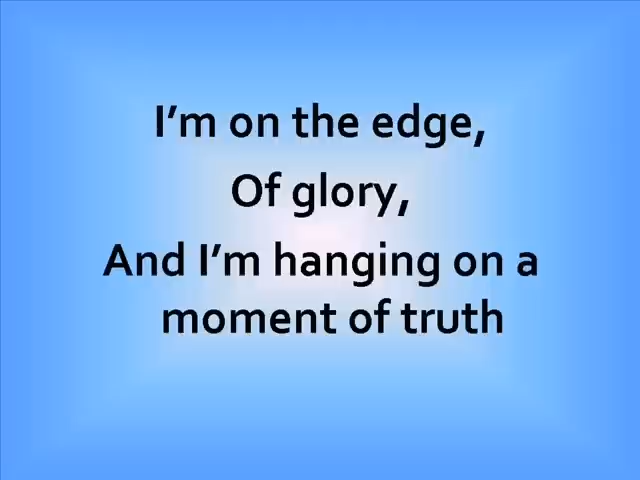 I'm on the edge,
Of glory,
And I'm hanging on a
moment of truth